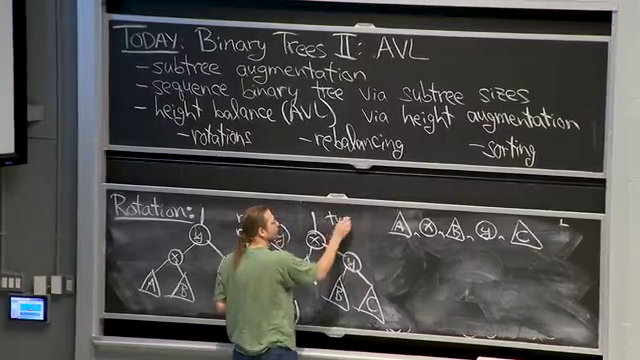 TODAY: Binary Trees II: AVL
- subtree augmentation
- sequence binary tree via subtree sizes
- height balance (AVL) via height augmentation
- rotations - rebalancing - sorting
Rotation:
y
x
A B
x
y
B C
A, x, B, y, C